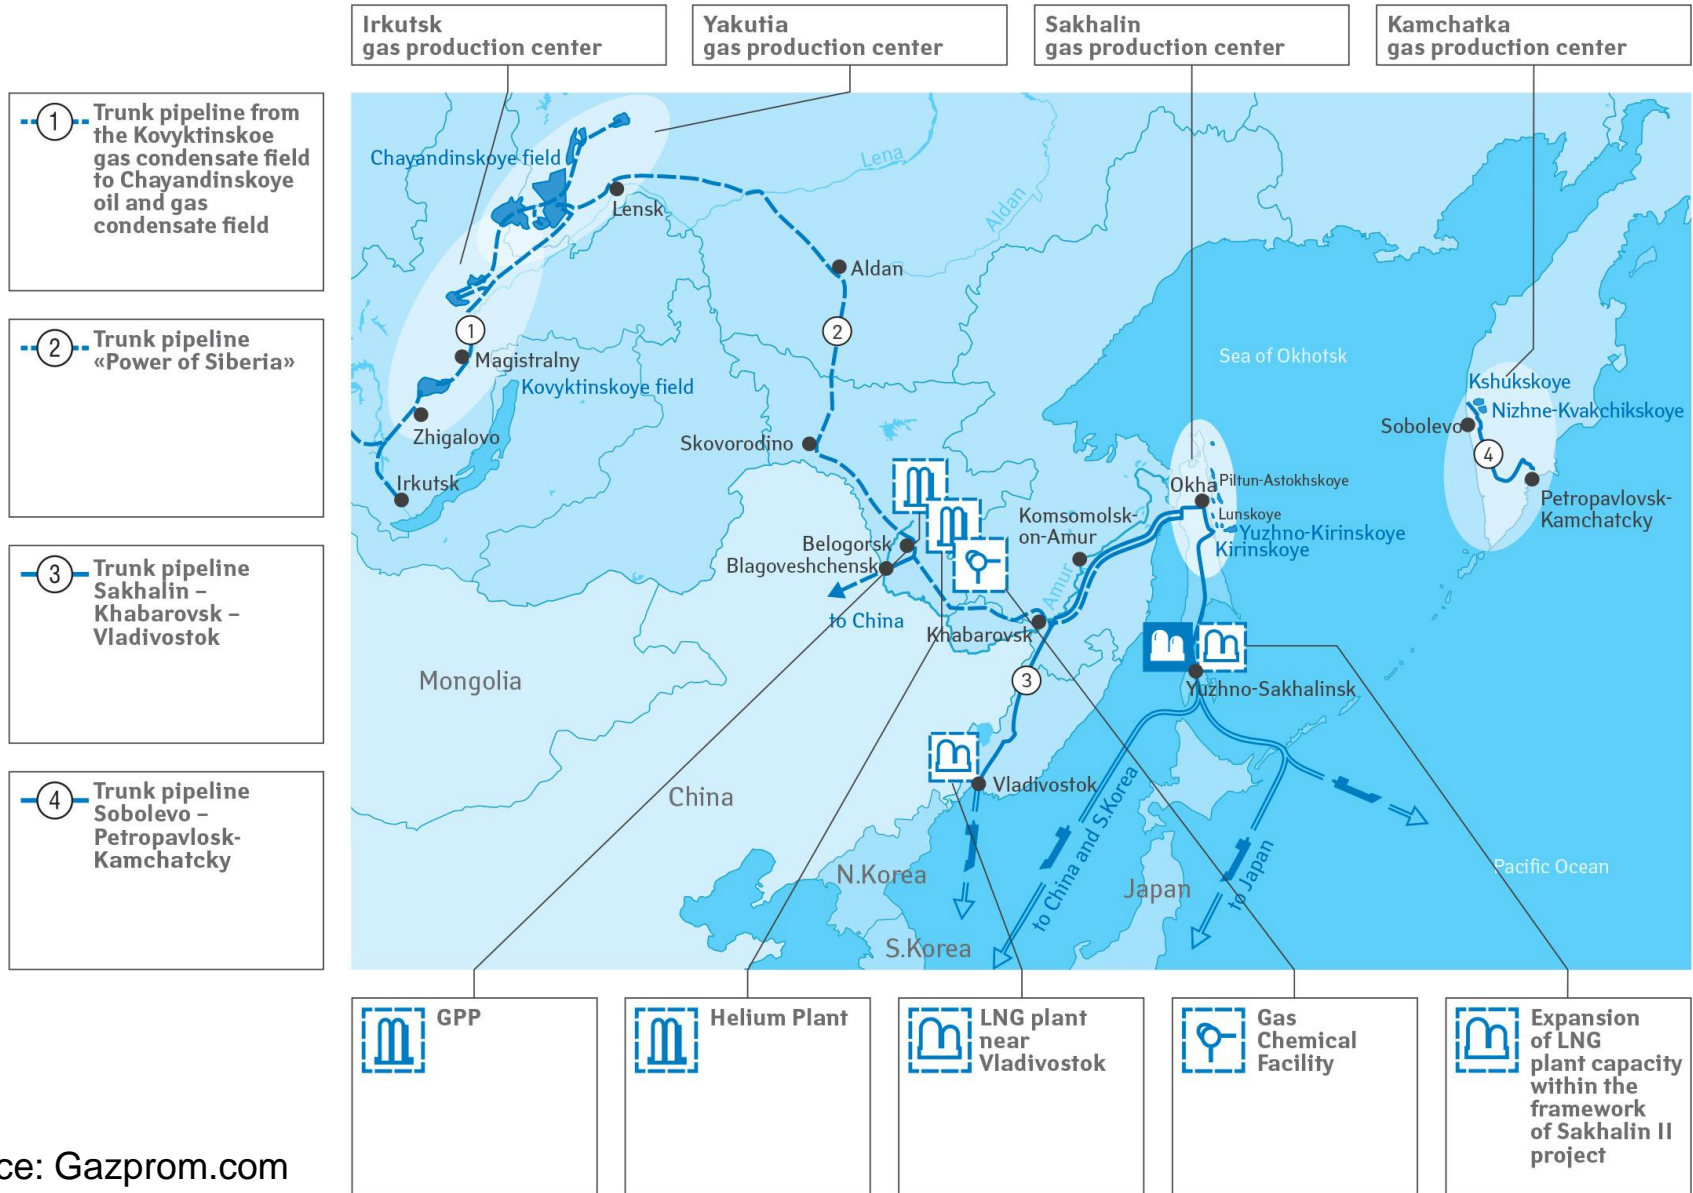 Irkutsk
gas production center
Yakutia
gas production center
Sakhalin
gas production center
Kamchatka
gas production center
1
Trunk pipeline from
the Kovyktinskoe
gas condensate field
to Chayandinskoye
oil and gas
condensate field
2
Trunk pipeline
«Power of Siberia»
3
Trunk pipeline
Sakhalin –
Khabarovsk –
Vladivostok
4
Trunk pipeline
Sobolevo –
Petropavlosk-
Kamchatcky
Chayandinskoye field
Lena
Lensk
Aldan
Aldan
2
1
Magistralny
Kovyktinskoye field
Zhigalovo
Irkutsk
Skovorodino
Sea of Okhotsk
Kshukskoye
Nizhne-Kvakchikskoye
Sobolevo
4
Petropavlovsk-
Kamchatcky
Okha
Piltun-Astokhskoye
Lunskoye
Yuzhno-Kirinskoye
Kirinskoye
Komsomolsk-
on-Amur
Amur
Belogorsk
Blagoveshchensk
to China
Khabarovsk
3
Yuzhno-Sakhalinsk
Mongolia
China
Vladivostok
N.Korea
S.Korea
Japan
to China and S.Korea
to Japan
Pacific Ocean
GPP
Helium Plant
LNG plant
near
Vladivostok
Gas
Chemical
Facility
Expansion
of LNG
plant capacity
within the
framework
of Sakhalin II
project
ce: Gazprom.com